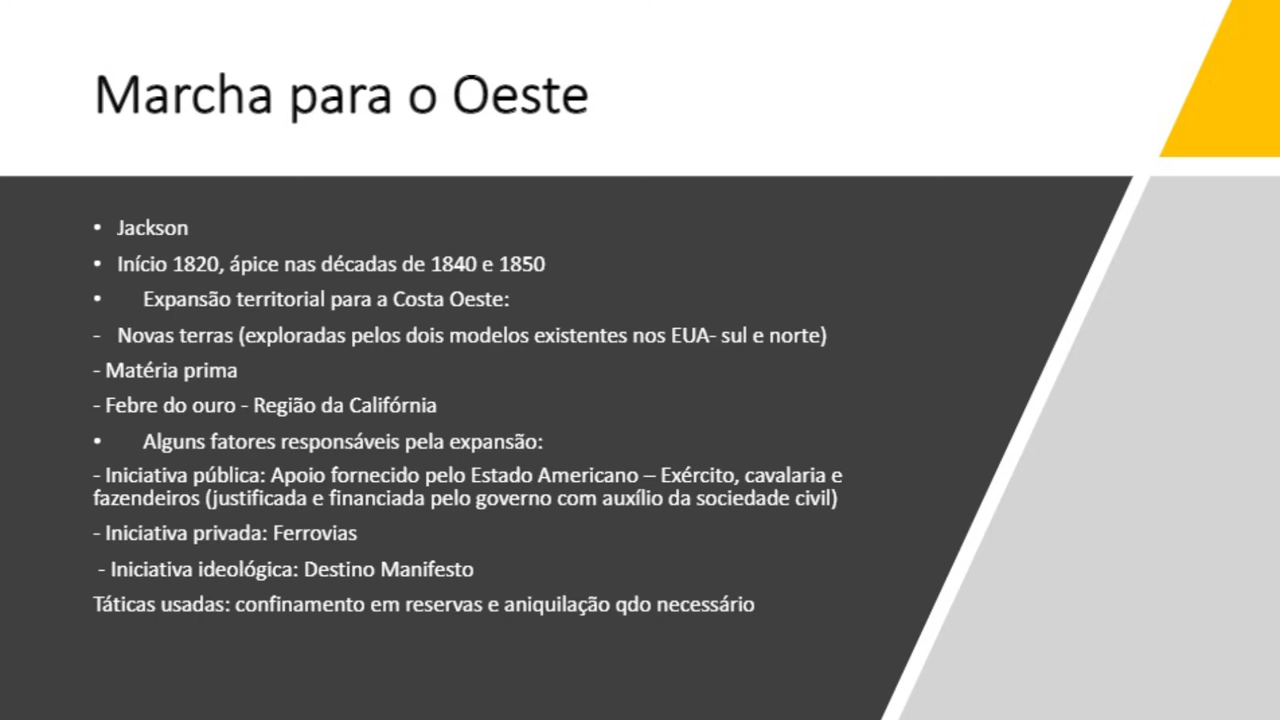 Marcha para o Oeste
• Jackson
• Início 1820, ápice nas décadas de 1840 e 1850
• Expansão territorial para a Costa Oeste:
- Novas terras (exploradas pelos dois modelos existentes nos EUA- sul e norte)
- Matéria prima
- Febre do ouro - Região da Califórnia
• Alguns fatores responsáveis pela expansão:
- Iniciativa pública: Apoio fornecido pelo Estado Americano – Exército, cavalaria e
fazendeiros (justificada e financiada pelo governo com auxílio da sociedade civil)
- Iniciativa privada: Ferrovias
- Iniciativa ideológica: Destino Manifesto
Táticas usadas: confinamento em reservas e aniquilação qdo necessário